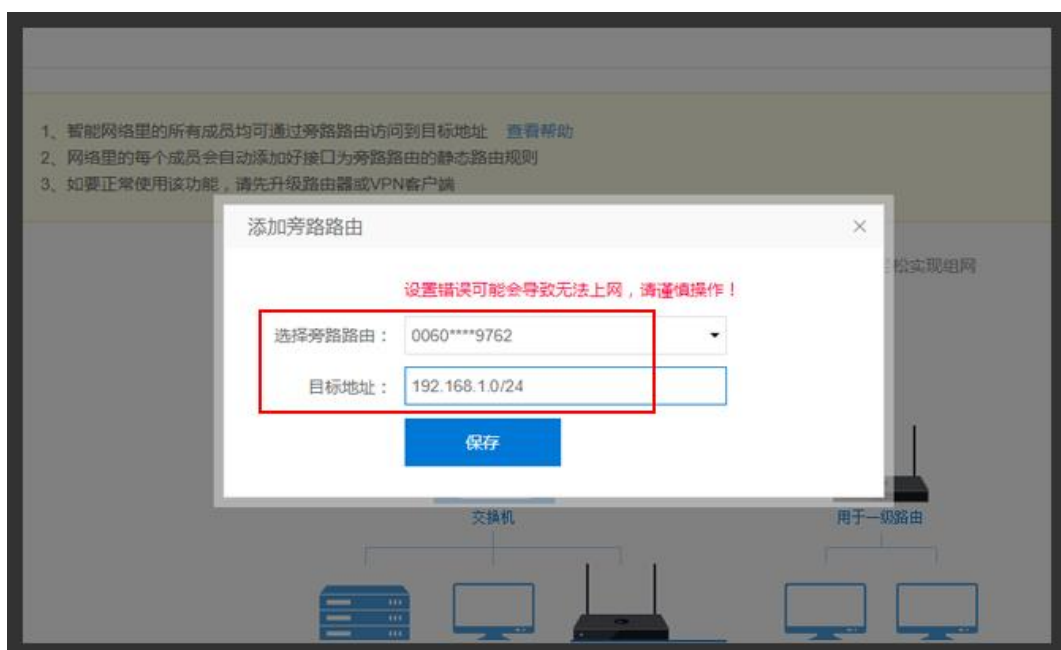 1、智能网络里的所有成员均可通过旁路路由访问到目标地址 查看帮助
2、网络里的每个成员会自动添加好接口为旁路路由的静态路由规则
3、如要正常使用该功能，请先升级路由器或VPN客户端
添加旁路路由
松实现组网
设置错误可能会导致无法上网，请谨慎操作！
选择旁路路由： 0060****9762
目标地址： 192.168.1.0/24
保存
交换机 用于一级路由